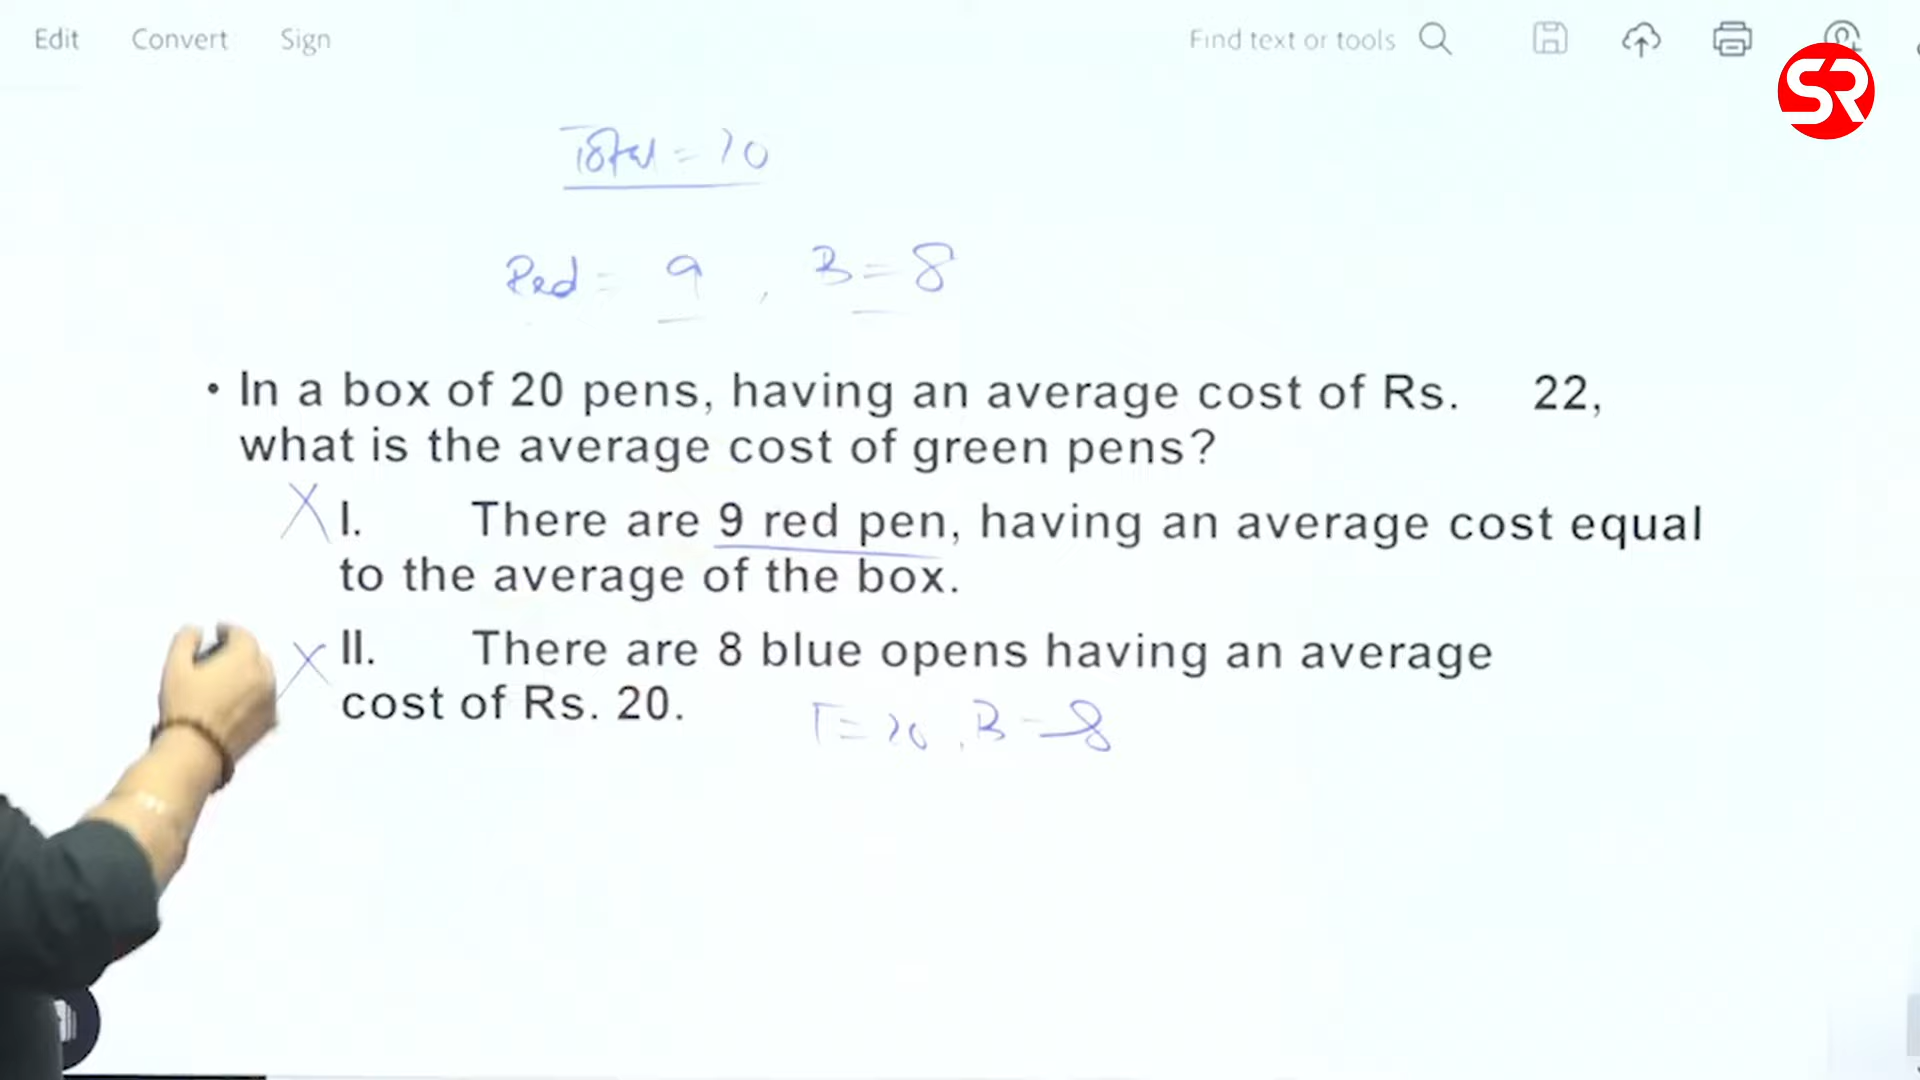 Edit Convert Sign Find text or tools
SR
Total = 20
Red = 9 , B = 8
• In a box of 20 pens, having an average cost of Rs. 22,
what is the average cost of green pens?
X I. There are 9 red pen, having an average cost equal
to the average of the box.
X II. There are 8 blue opens having an average
cost of Rs. 20.
T = 20 , B = 8